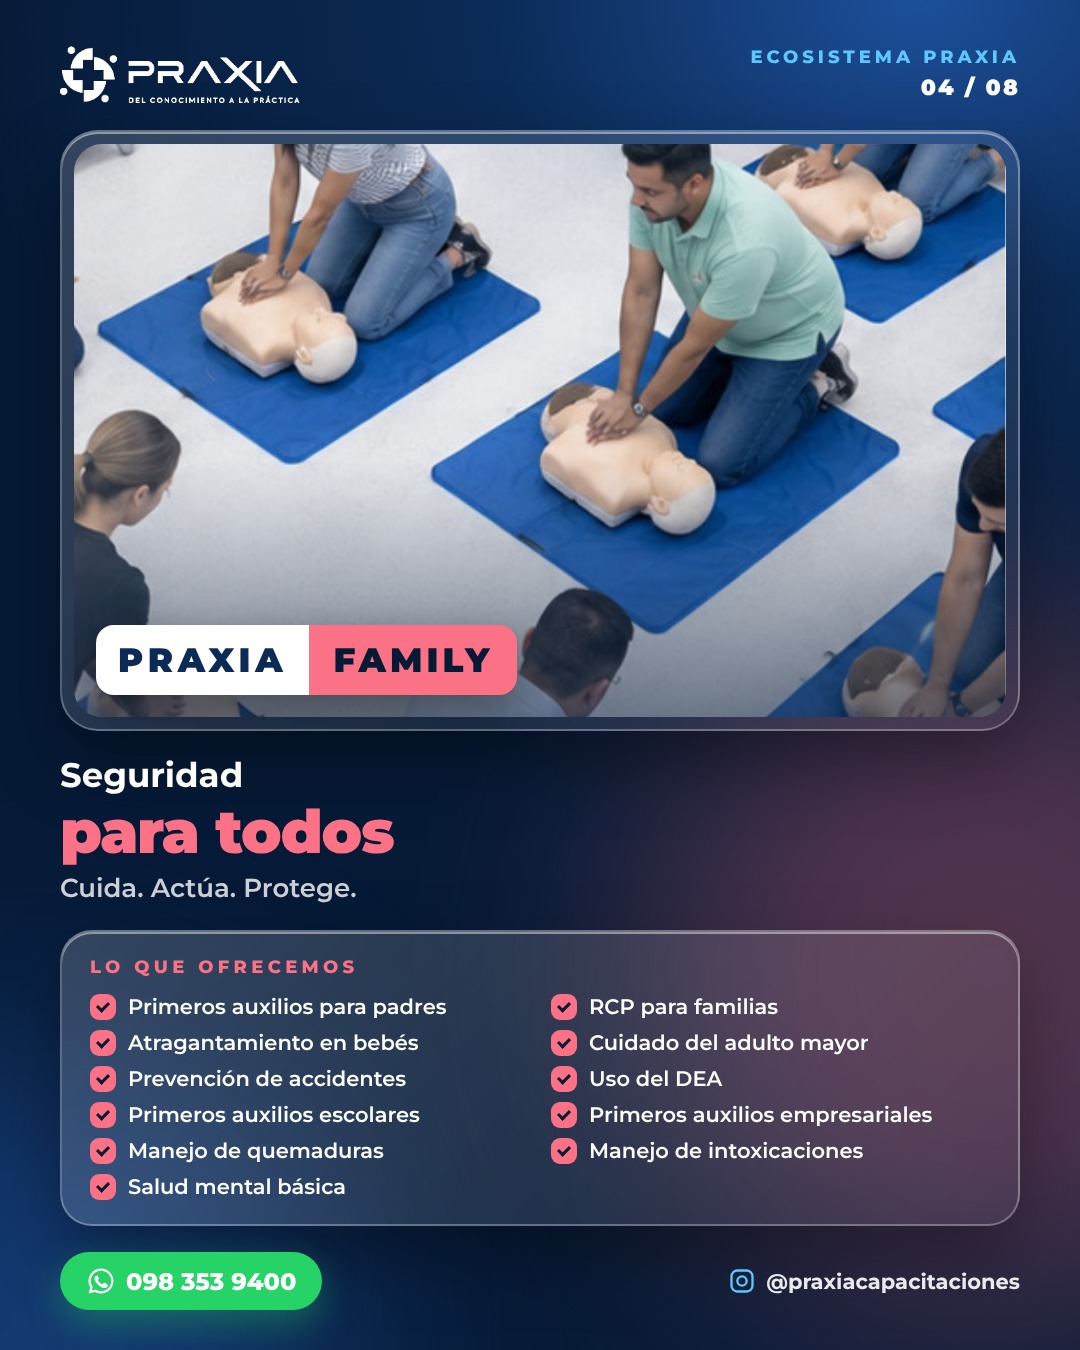 PRAXIA
DEL CONOCIMIENTO A LA PRÁCTICA
ECOSISTEMA PRAXIA
04 / 08
PRAXIA FAMILY
Seguridad
para todos
Cuida. Actúa. Protege.
LO QUE OFRECEMOS
Primeros auxilios para padres
Atragantamiento en bebés
Prevención de accidentes
Primeros auxilios escolares
Manejo de quemaduras
Salud mental básica
RCP para familias
Cuidado del adulto mayor
Uso del DEA
Primeros auxilios empresariales
Manejo de intoxicaciones
098 353 9400
@praxiacapacitaciones